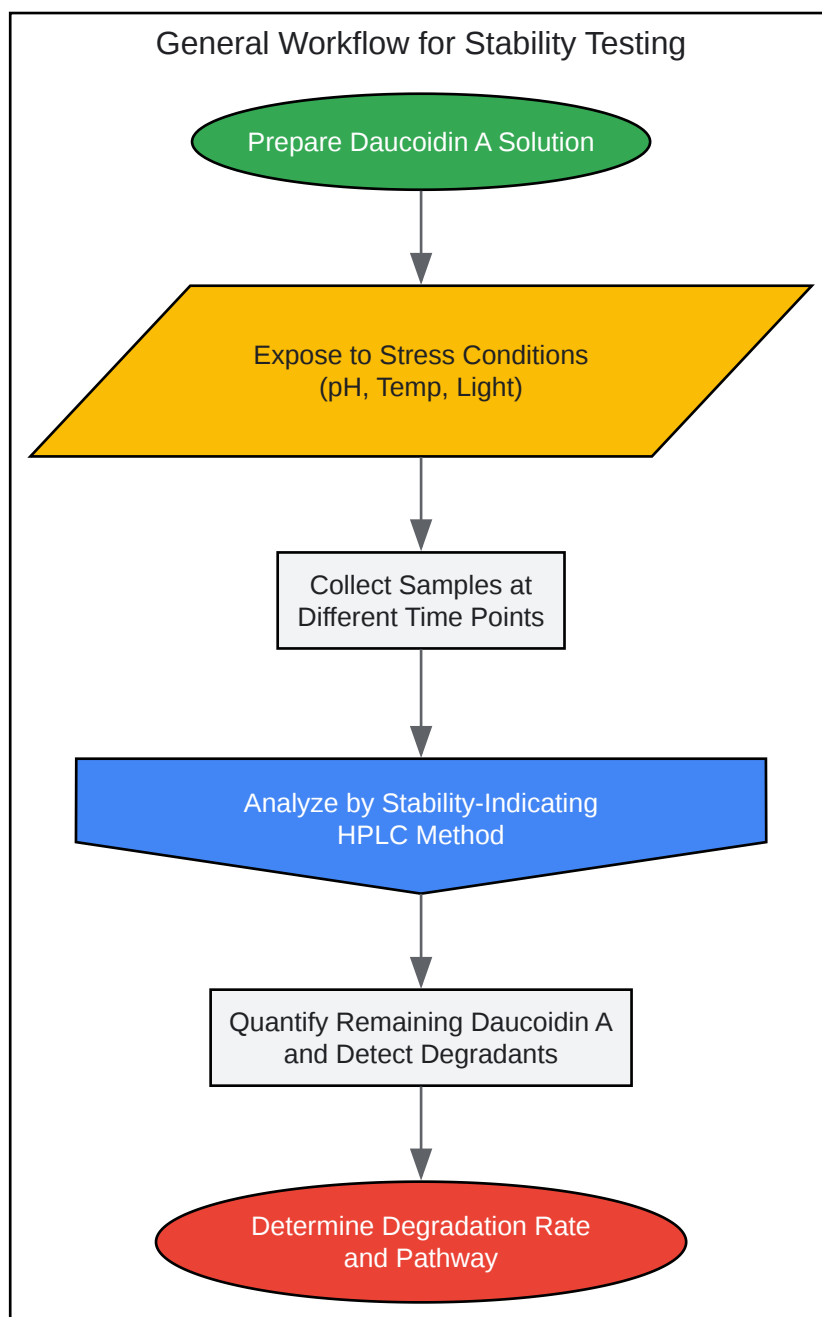 General Workflow for Stability Testing
Prepare Daucoidin A Solution
Expose to Stress Conditions
(pH, Temp, Light)
Collect Samples at
Different Time Points
Analyze by Stability-Indicating
HPLC Method
Quantify Remaining Daucoidin A
and Detect Degradants
Determine Degradation Rate
and Pathway